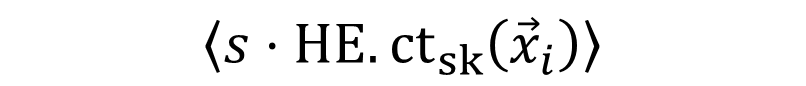 ⟨s · HE. ct_sk(x⃗_i)⟩